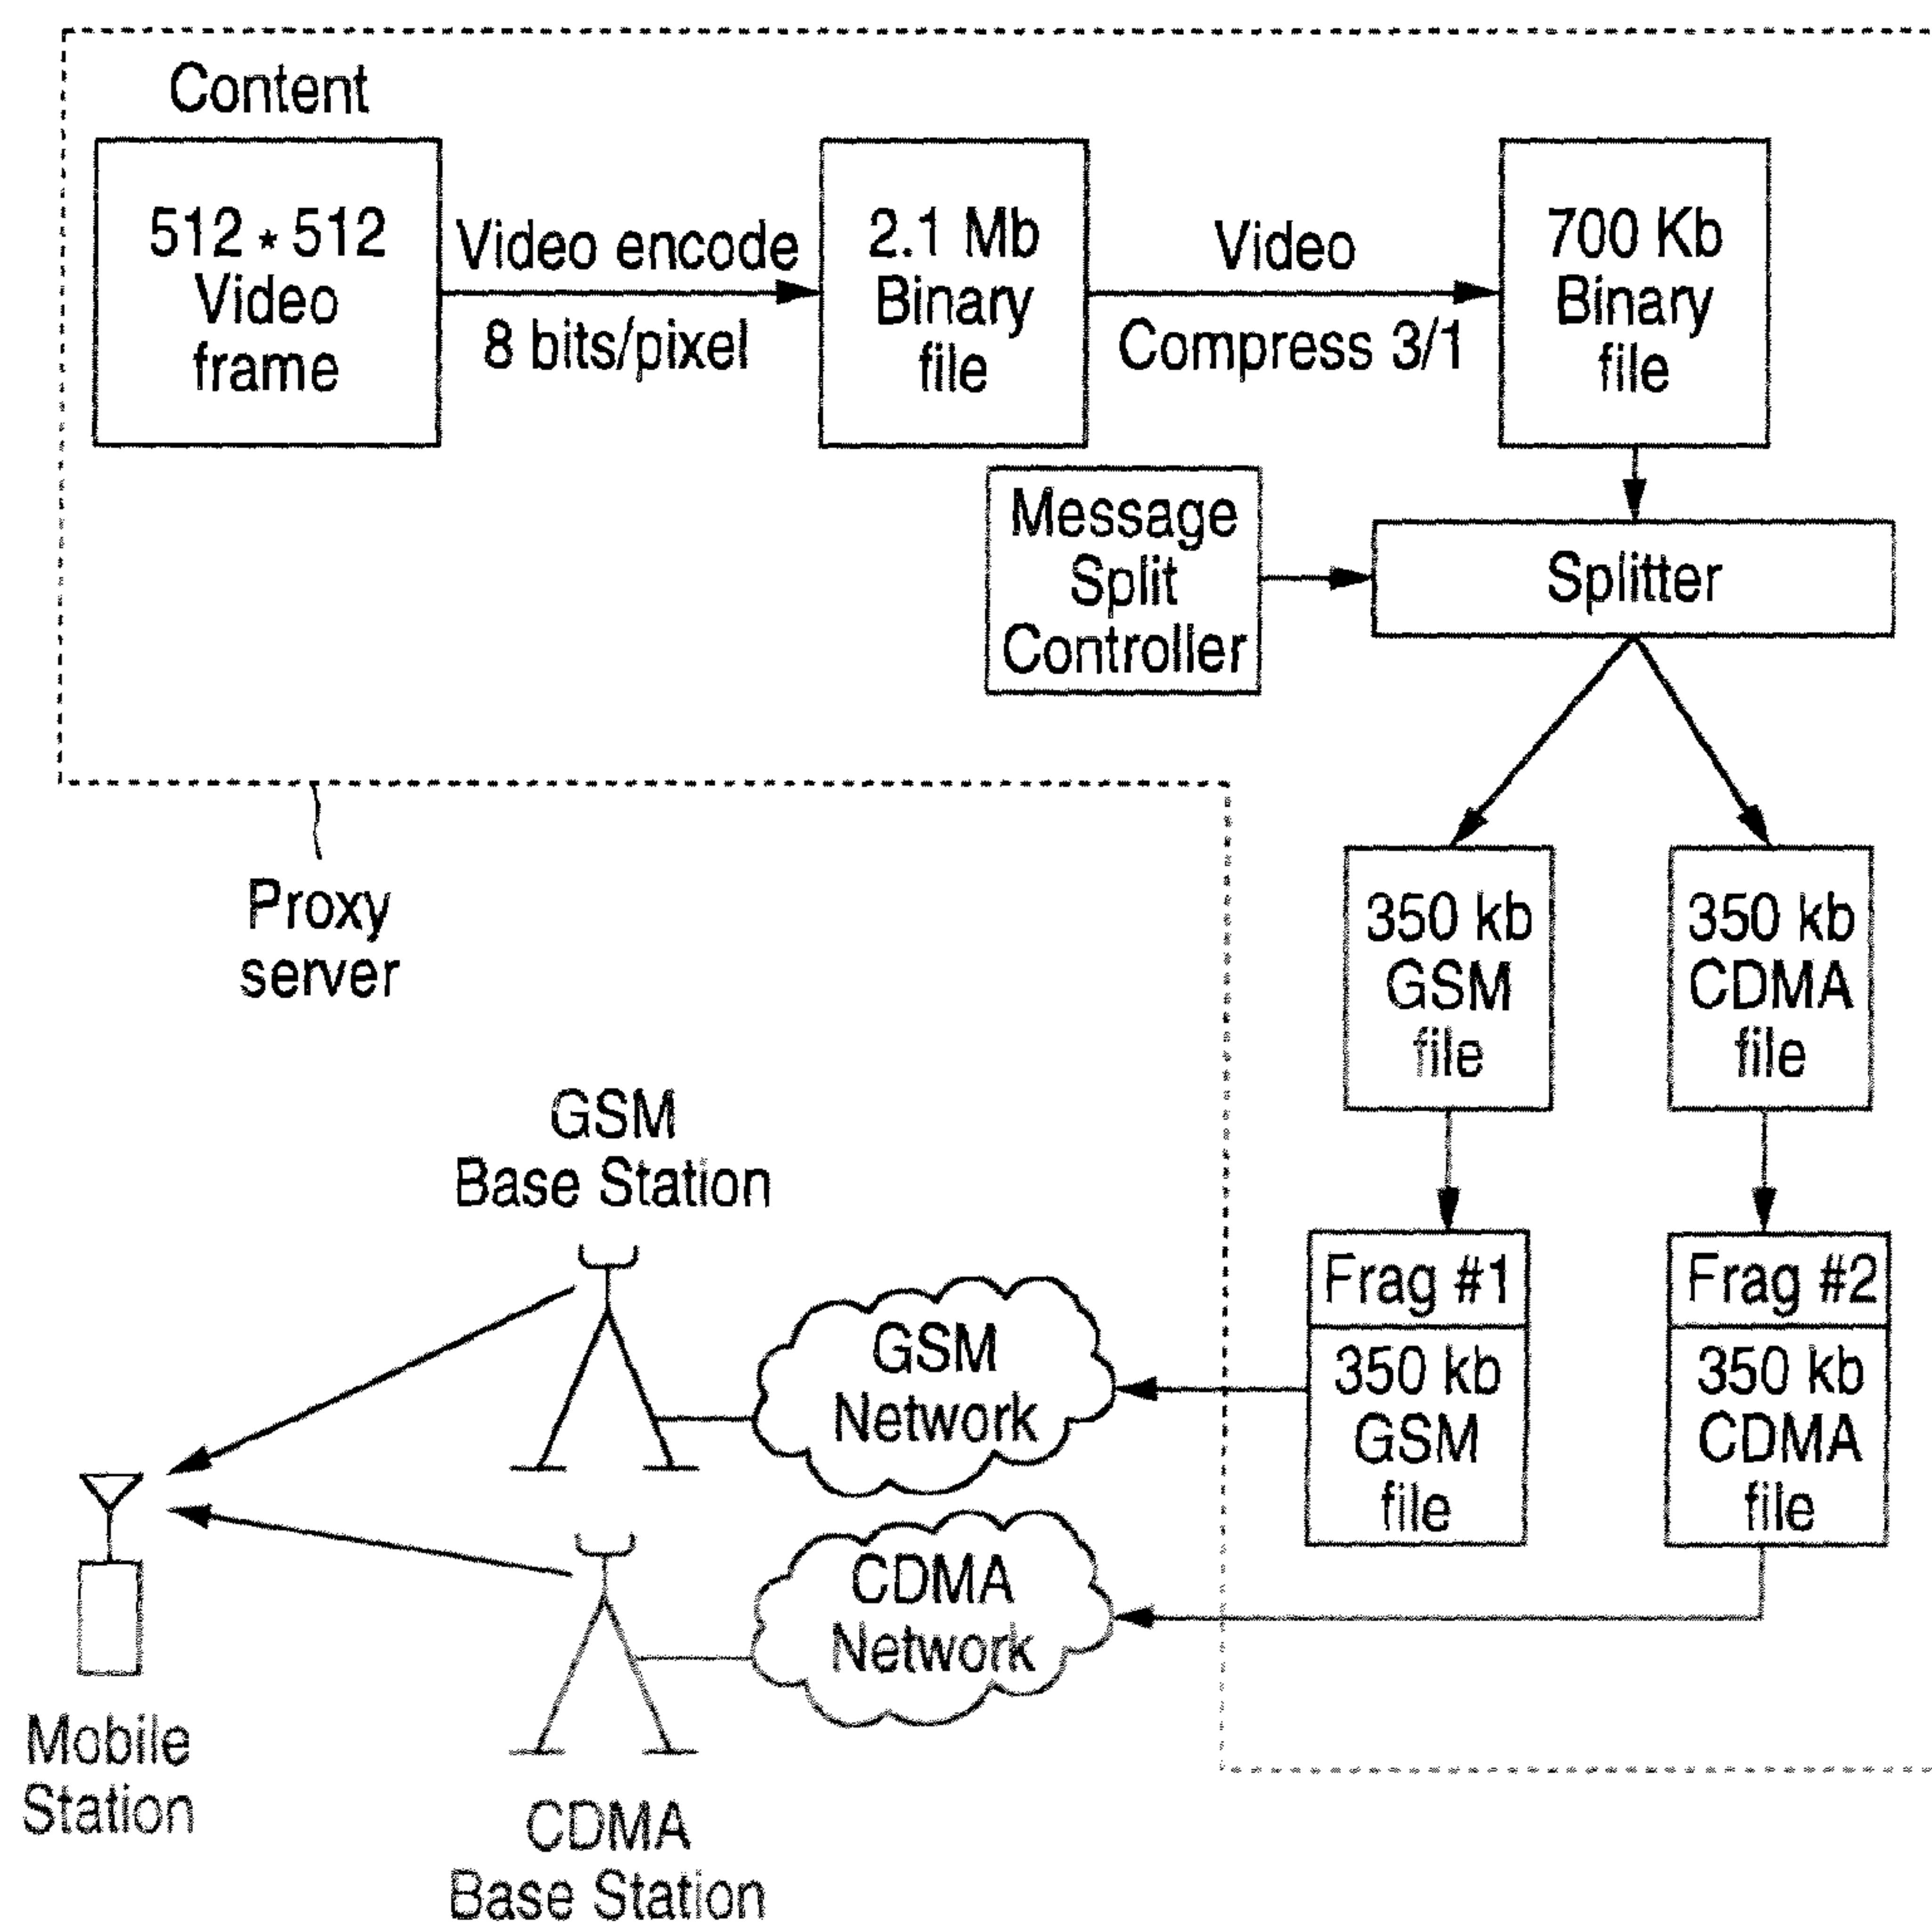 Content
512 * 512
Video
frame
Video encode
8 bits/pixel
2.1 Mb
Binary
file
Video
Compress 3/1
700 Kb
Binary
file
Message
Split
Controller
Splitter
Proxy
server
350 kb
GSM
file
350 kb
CDMA
file
Frag #1
350 kb
GSM
file
Frag #2
350 kb
CDMA
file
GSM
Base Station
GSM
Network
CDMA
Network
Mobile
Station
CDMA
Base Station